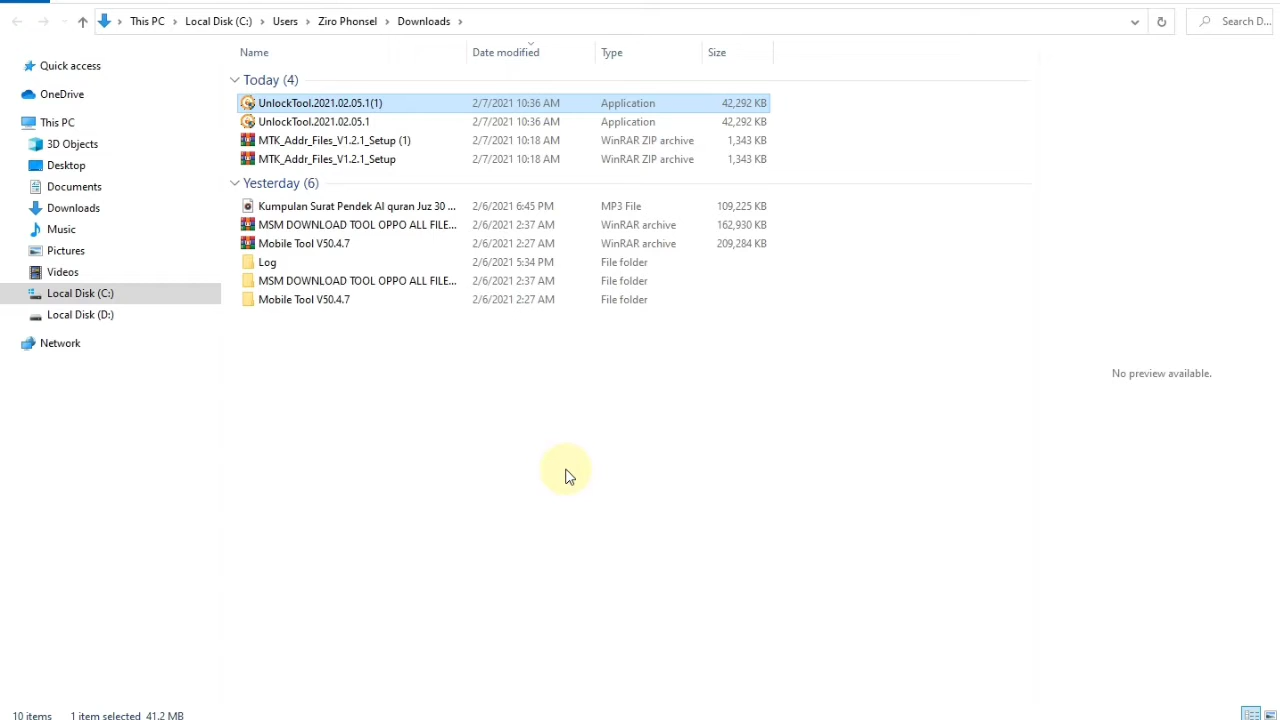 This PC > Local Disk (C:) > Users > Ziro Phonsel > Downloads >
Search D...
Name Date modified Type Size
Quick access
OneDrive
This PC
3D Objects
Desktop
Documents
Downloads
Music
Pictures
Videos
Local Disk (C:)
Local Disk (D:)
Network
Today (4)
UnlockTool.2021.02.05.1(1) 2/7/2021 10:36 AM Application 42,292 KB
UnlockTool.2021.02.05.1 2/7/2021 10:36 AM Application 42,292 KB
MTK_Addr_Files_V1.2.1_Setup (1) 2/7/2021 10:18 AM WinRAR ZIP archive 1,343 KB
MTK_Addr_Files_V1.2.1_Setup 2/7/2021 10:18 AM WinRAR ZIP archive 1,343 KB
Yesterday (6)
Kumpulan Surat Pendek Al quran Juz 30 ... 2/6/2021 6:45 PM MP3 File 109,225 KB
MSM DOWNLOAD TOOL OPPO ALL FILE... 2/6/2021 2:37 AM WinRAR archive 162,930 KB
Mobile Tool V50.4.7 2/6/2021 2:27 AM WinRAR archive 209,284 KB
Log 2/6/2021 5:34 PM File folder
MSM DOWNLOAD TOOL OPPO ALL FILE... 2/6/2021 2:37 AM File folder
Mobile Tool V50.4.7 2/6/2021 2:27 AM File folder
No preview available.
10 items 1 item selected 41.2 MB